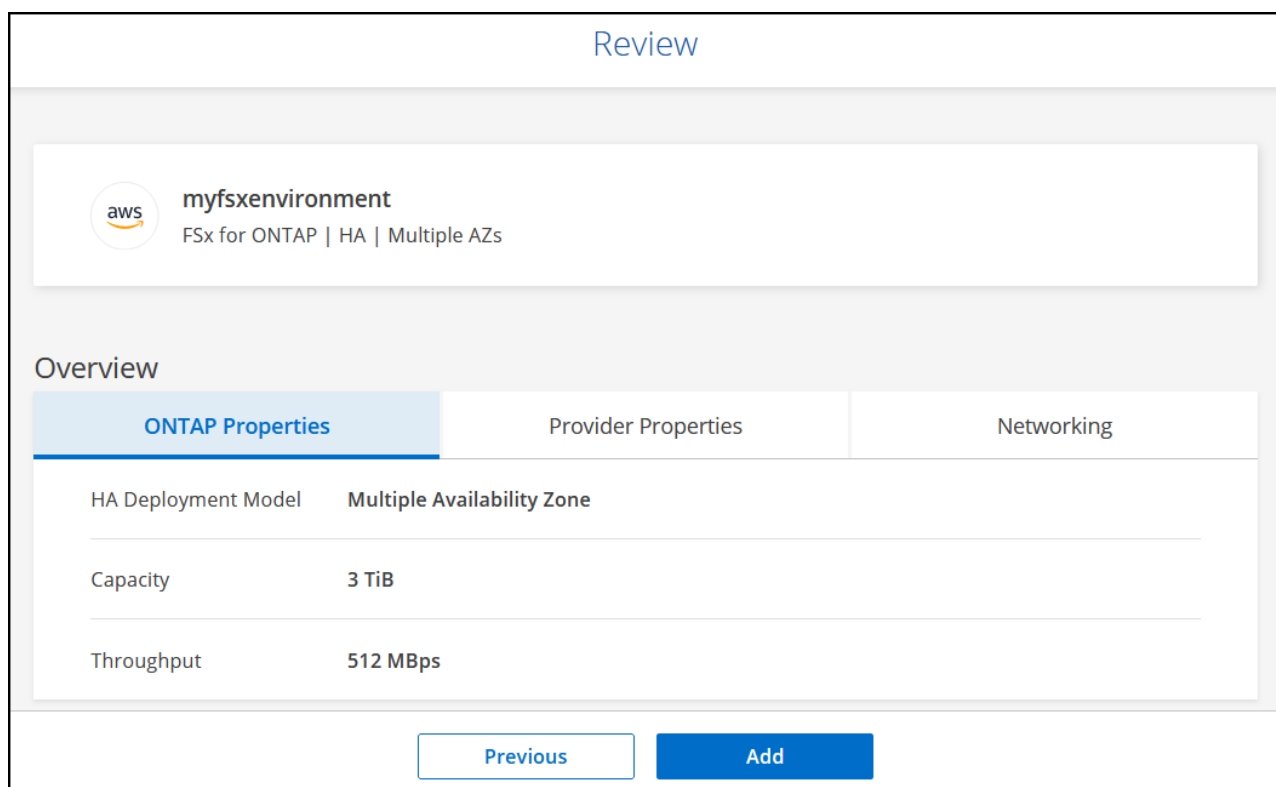 Review
aws
myfsxenvironment
FSx for ONTAP | HA | Multiple AZs
Overview
ONTAP Properties
Provider Properties
Networking
HA Deployment Model Multiple Availability Zone
Capacity 3 TiB
Throughput 512 MBps
Previous
Add